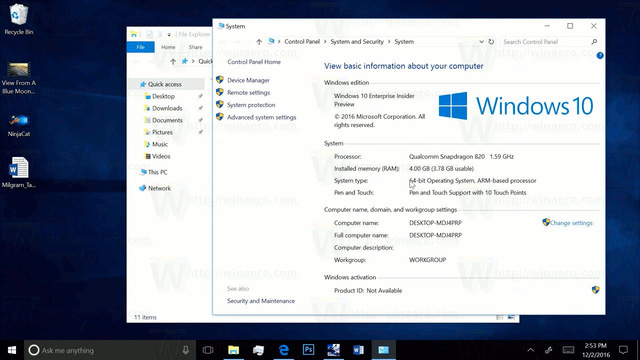 Recycle Bin
View From A
Blue Moon...
NinjaCat
Milgram_Ta...
File Explorer
File
Home
Share
Quick access
Desktop
Downloads
Documents
Pictures
Music
Videos
This PC
Network
11 items
System
Control Panel > System and Security > System
Search Control Panel
Control Panel Home
Device Manager
Remote settings
System protection
Advanced system settings
See also
Security and Maintenance
View basic information about your computer
Windows edition
Windows 10 Enterprise Insider
Preview
© 2016 Microsoft Corporation. All
rights reserved.
Windows 10
System
Processor: Qualcomm Snapdragon 820 1.59 GHz
Installed memory (RAM): 4.00 GB (3.78 GB usable)
System type: 64-bit Operating System, ARM-based processor
Pen and Touch: Pen and Touch Support with 10 Touch Points
Computer name, domain, and workgroup settings
Computer name: DESKTOP-MDJ4PRP
Change settings
Full computer name: DESKTOP-MDJ4PRP
Computer description:
Workgroup: WORKGROUP
Windows activation
Product ID: Not Available
Ask me anything
2:53 PM
12/2/2016